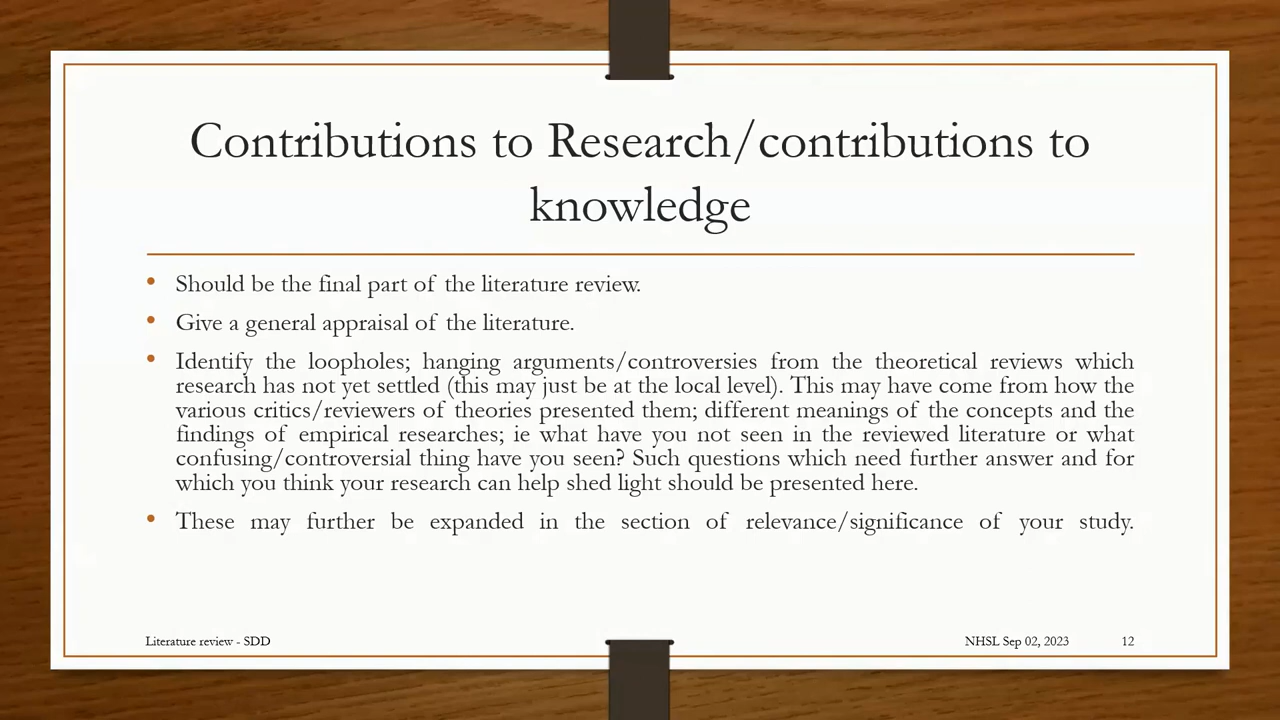 Contributions to Research/contributions to
knowledge
• Should be the final part of the literature review.
• Give a general appraisal of the literature.
• Identify the loopholes; hanging arguments/controversies from the theoretical reviews which
research has not yet settled (this may just be at the local level). This may have come from how the
various critics/reviewers of theories presented them; different meanings of the concepts and the
findings of empirical researches; ie what have you not seen in the reviewed literature or what
confusing/controversial thing have you seen? Such questions which need further answer and for
which you think your research can help shed light should be presented here.
• These may further be expanded in the section of relevance/significance of your study.
Literature review - SDD
NHSL Sep 02, 2023
12